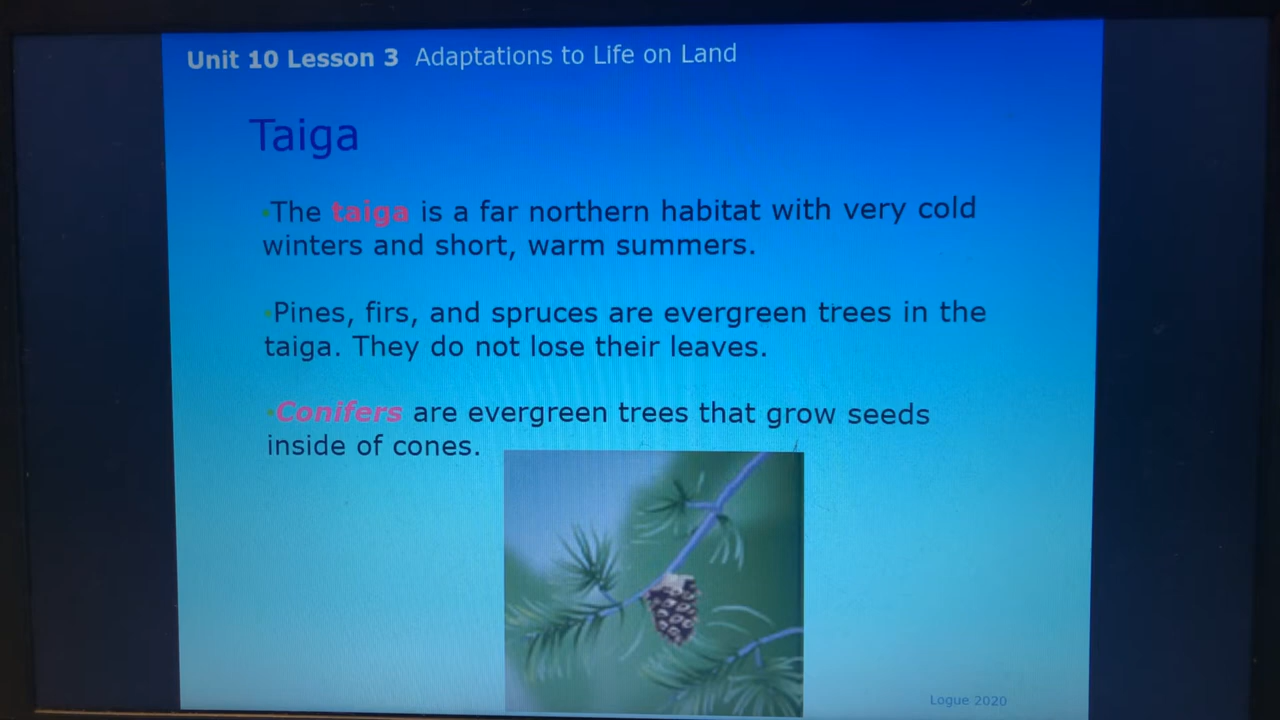 Unit 10 Lesson 3 Adaptations to Life on Land
Taiga
•The taiga is a far northern habitat with very cold
winters and short, warm summers.
•Pines, firs, and spruces are evergreen trees in the
taiga. They do not lose their leaves.
•Conifers are evergreen trees that grow seeds
inside of cones.
Logue 2020